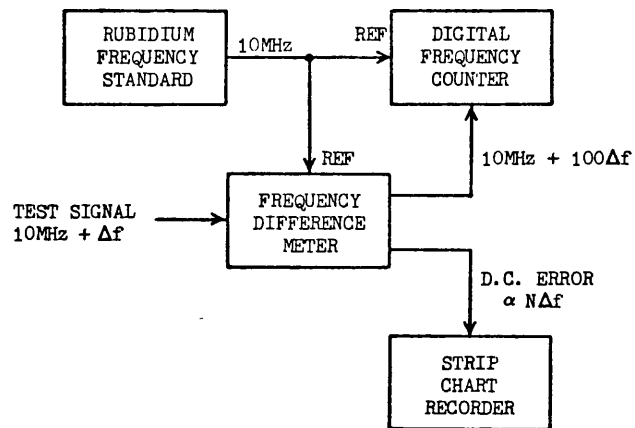 RUBIDIUM
FREQUENCY
STANDARD
10MHz
REF
DIGITAL
FREQUENCY
COUNTER
REF
10MHz + 100Δf
TEST SIGNAL
10MHz + Δf
FREQUENCY
DIFFERENCE
METER
D.C. ERROR
α NΔf
STRIP
CHART
RECORDER